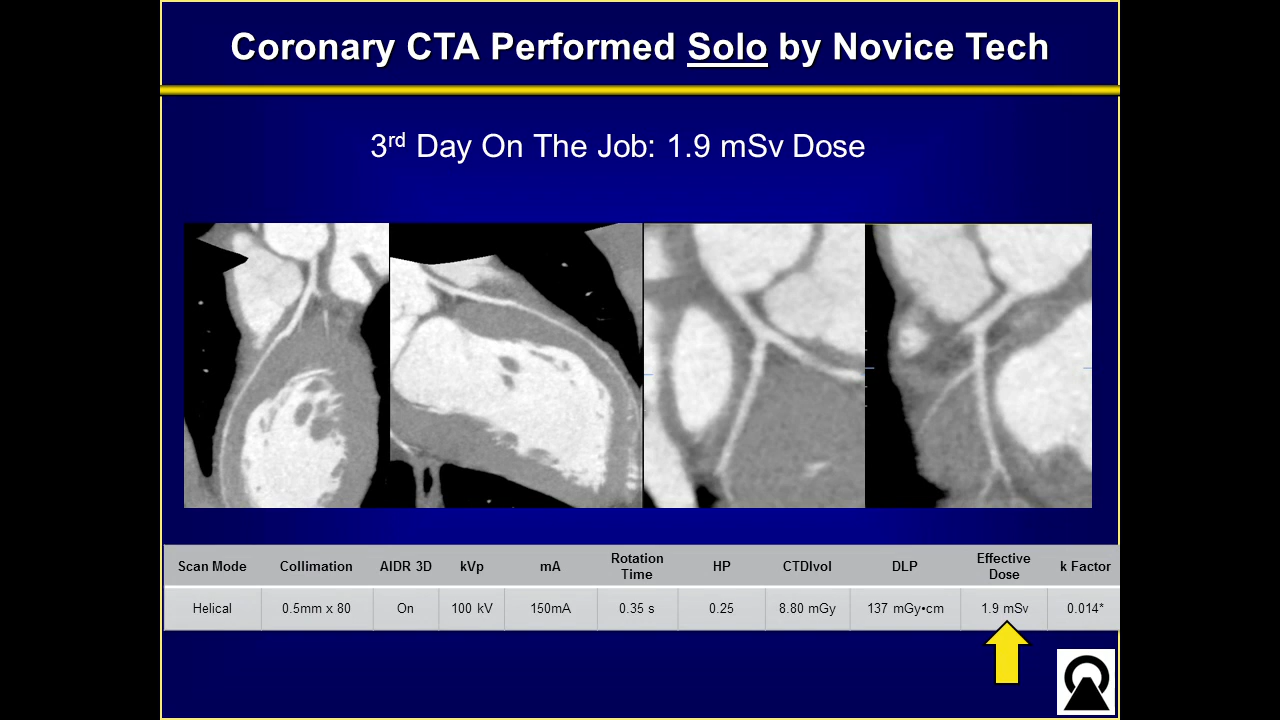 Coronary CTA Performed Solo by Novice Tech
3rd Day On The Job: 1.9 mSv Dose
Scan Mode Collimation AIDR 3D kVp mA Rotation Time HP CTDIvol DLP Effective Dose k Factor
Helical 0.5mm x 80 On 100 kV 150mA 0.35 s 0.25 8.80 mGy 137 mGy•cm 1.9 mSv 0.014*